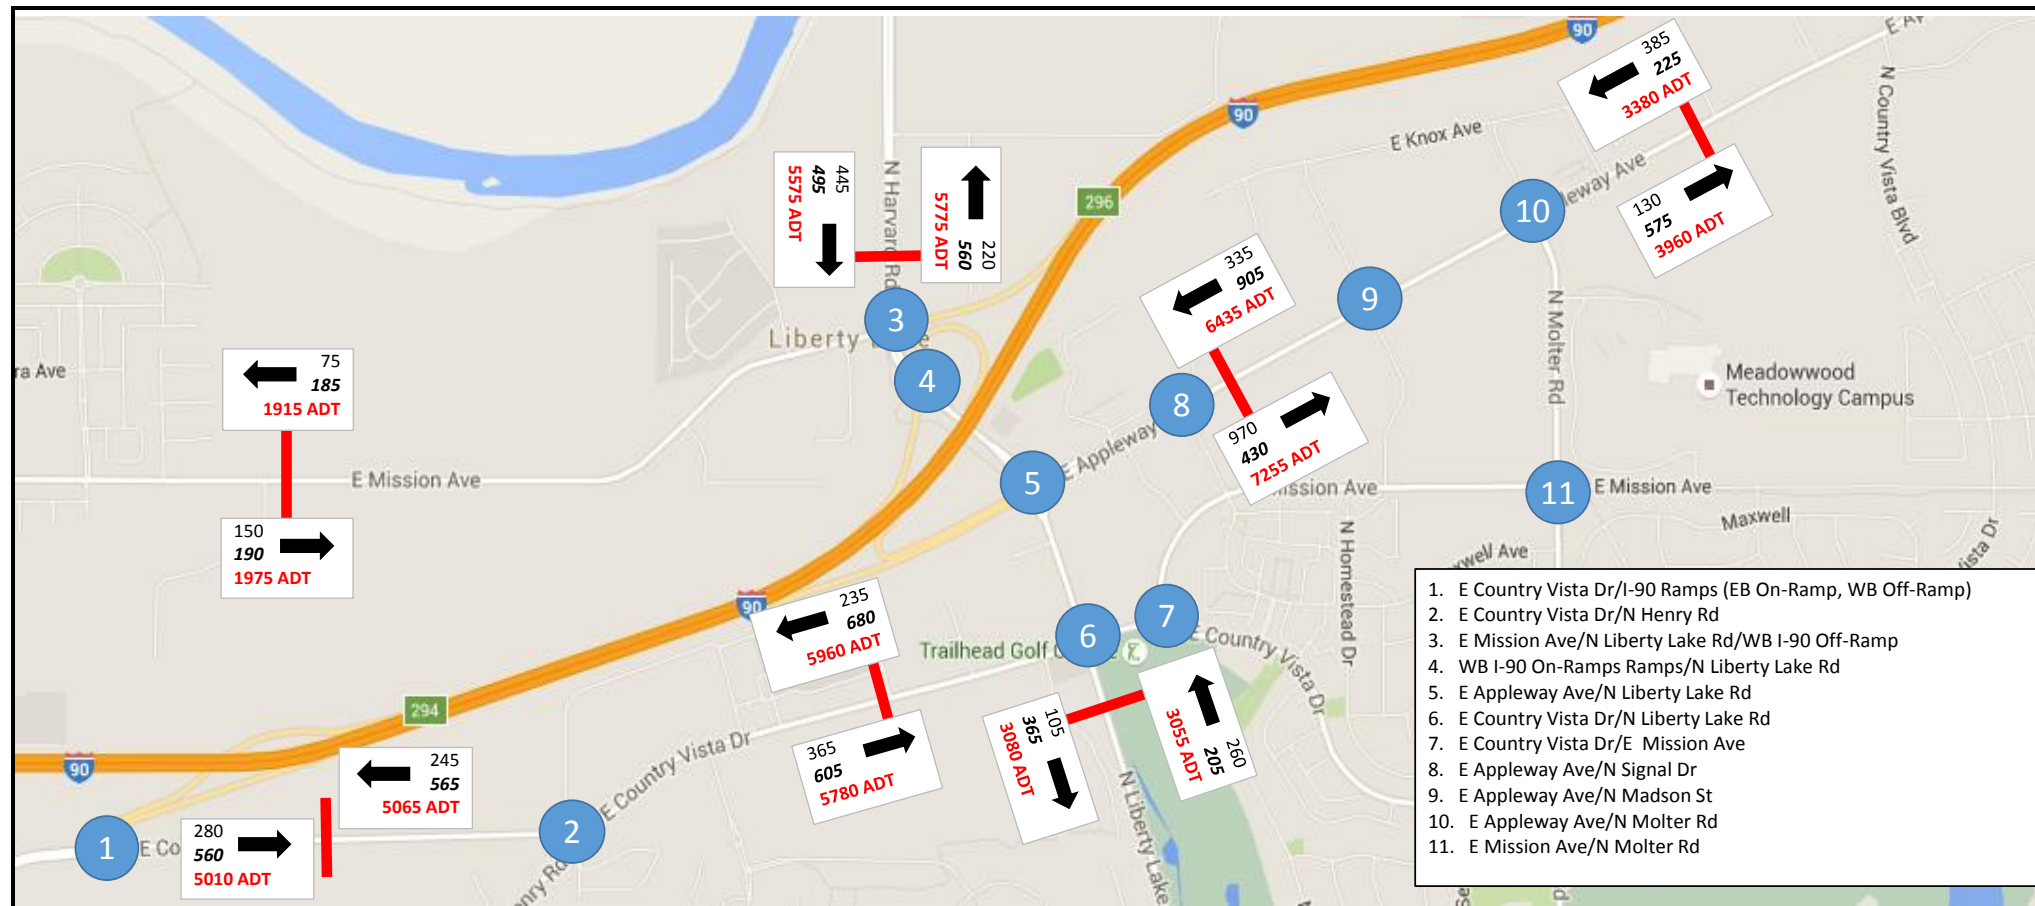 90
E Ap
385
225
3380 ADT
N Country Vista Blvd
90
E Knox Ave
445
495
5575 ADT
N Harvard Rd
5775 ADT
560
220
296
10
leway Ave
130
575
3960 ADT
335
905
6435 ADT
9
3
Liberty Lake
4
N Molter Rd
Meadowwood
Technology Campus
75
185
1915 ADT
ra Ave
8
970
430
7255 ADT
E Appleway
E Mission Ave
5
ission Ave
11
E Mission Ave
Maxwell
150
190
1975 ADT
N Homestead Dr
xwell Ave
Vista Dr
90
235
680
5960 ADT
6
7
Trailhead Golf C
E Country Vista Dr
294
90
245
565
5065 ADT
365
605
5780 ADT
105
365
3080 ADT
3055 ADT
205
260
E Country Vista Dr
N Liberty Lake
1
E Co
280
560
5010 ADT
2
enry Rd
1. E Country Vista Dr/I-90 Ramps (EB On-Ramp, WB Off-Ramp)
2. E Country Vista Dr/N Henry Rd
3. E Mission Ave/N Liberty Lake Rd/WB I-90 Off-Ramp
4. WB I-90 On-Ramps Ramps/N Liberty Lake Rd
5. E Appleway Ave/N Liberty Lake Rd
6. E Country Vista Dr/N Liberty Lake Rd
7. E Country Vista Dr/E Mission Ave
8. E Appleway Ave/N Signal Dr
9. E Appleway Ave/N Madson St
10. E Appleway Ave/N Molter Rd
11. E Mission Ave/N Molter Rd